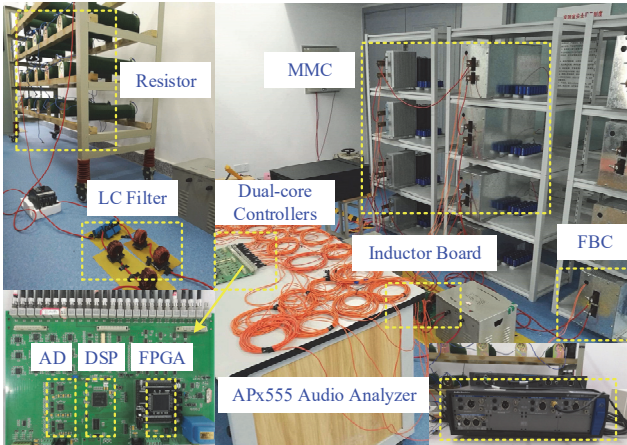 Resistor
MMC
LC Filter
Dual-core
Controllers
Inductor Board
FBC
AD
DSP
FPGA
APx555 Audio Analyzer